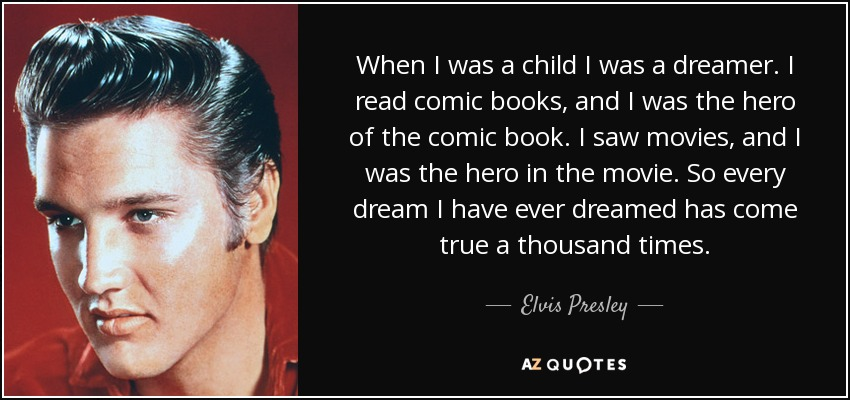 When I was a child I was a dreamer. I
read comic books, and I was the hero
of the comic book. I saw movies, and I
was the hero in the movie. So every
dream I have ever dreamed has come
true a thousand times.
Elvis Presley
AZ QUOTES